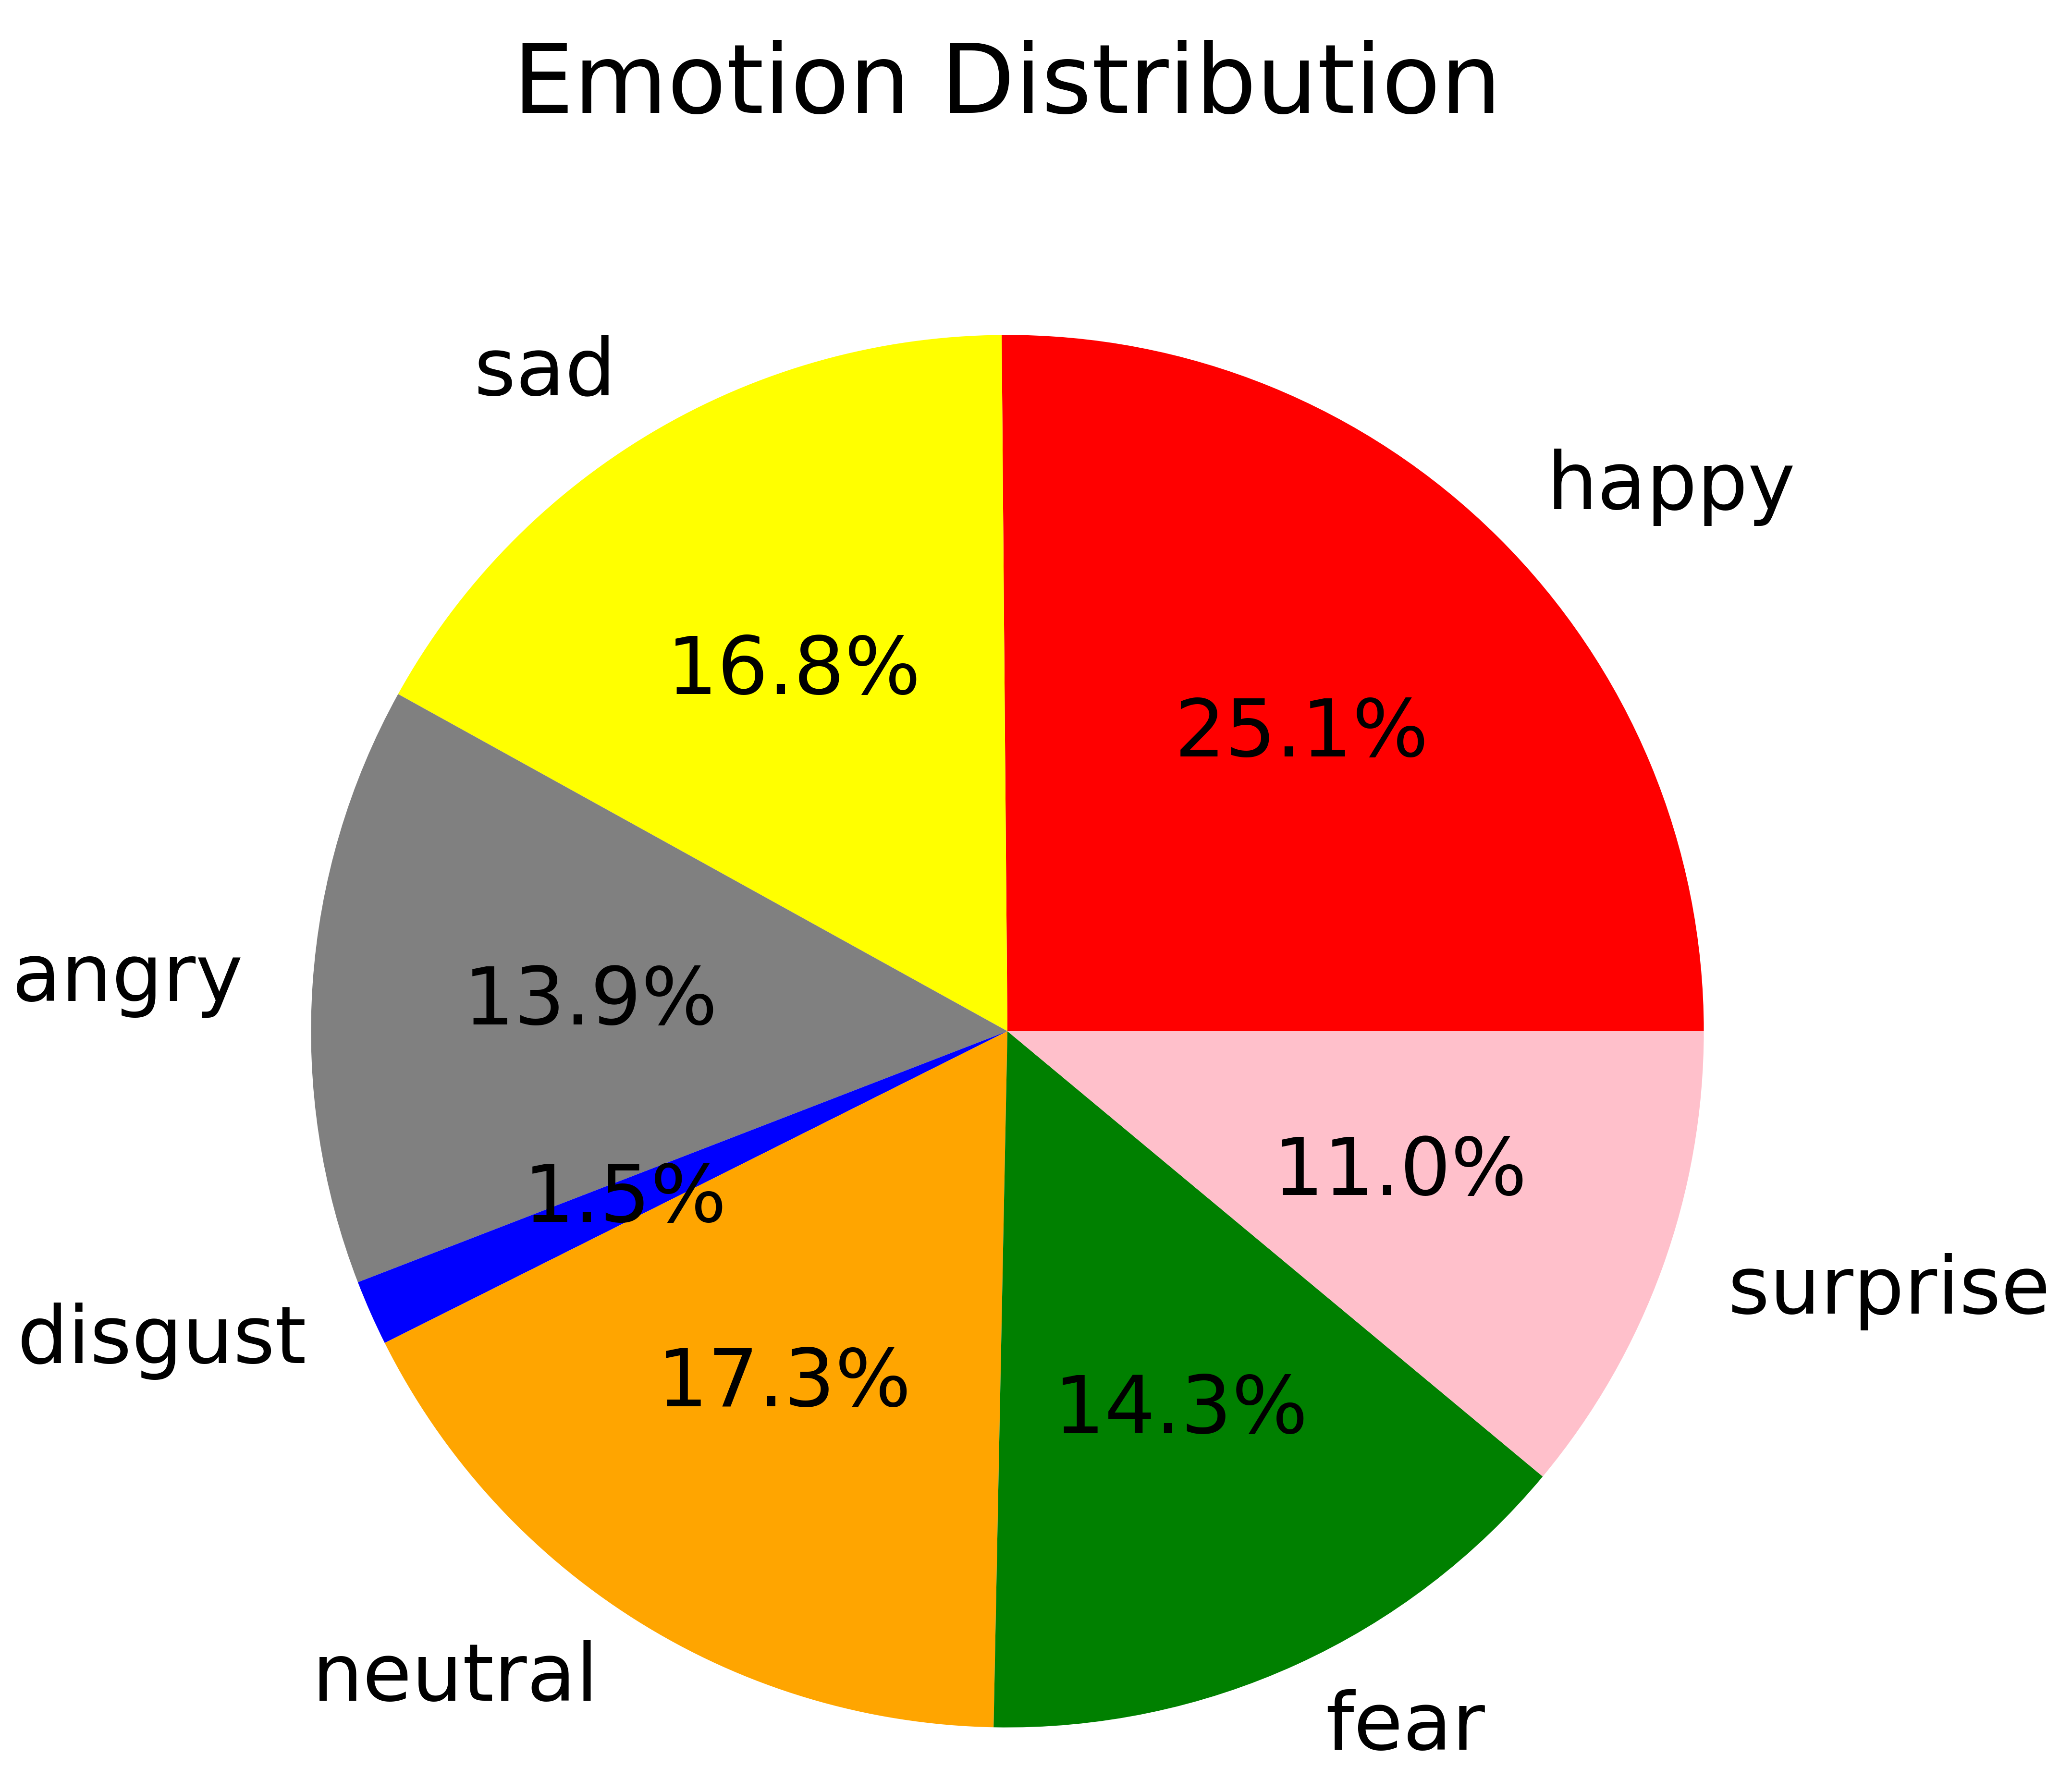 Emotion Distribution
sad
happy
16.8%
25.1%
angry
13.9%
11.0%
1.5%
surprise
disgust
17.3%
14.3%
neutral
fear